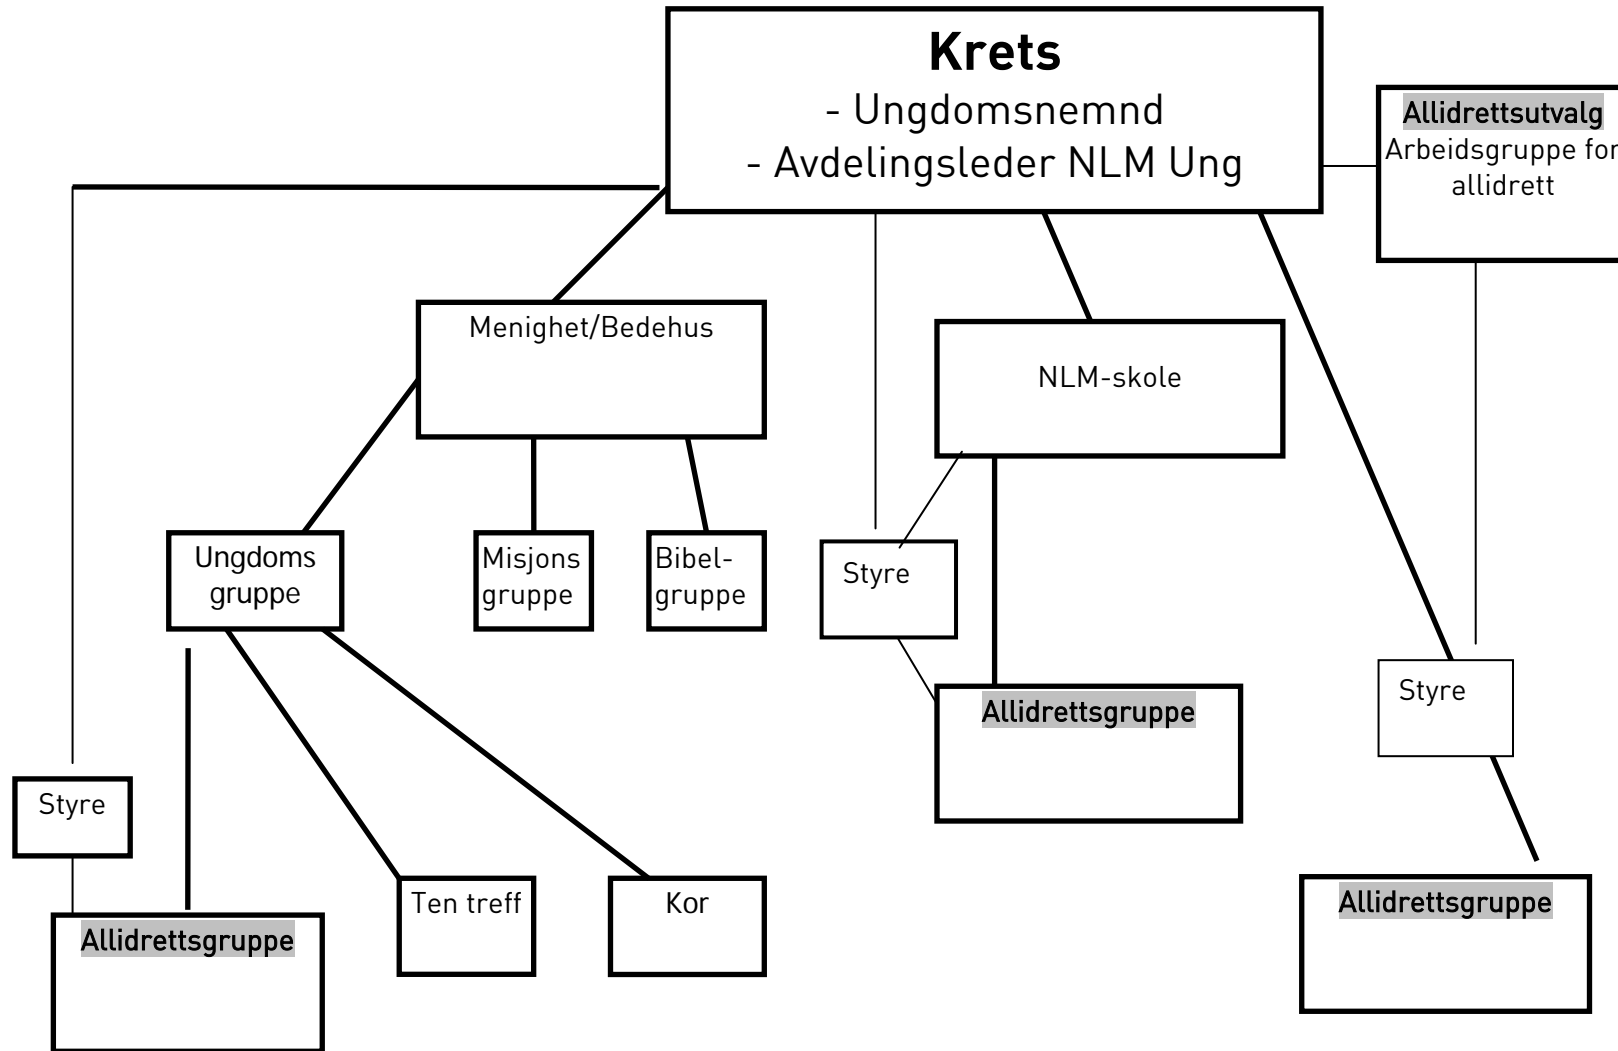 Krets
- Ungdomsnemnd
- Avdelingsleder NLM Ung
Allidrettsutvalg
Arbeidsgruppe for
allidrett
Menighet/Bedehus
NLM-skole
Ungdoms
gruppe
Misjons
gruppe
Bibel-
gruppe
Styre
Styre
Allidrettsgruppe
Styre
Ten treff
Kor
Allidrettsgruppe
Allidrettsgruppe